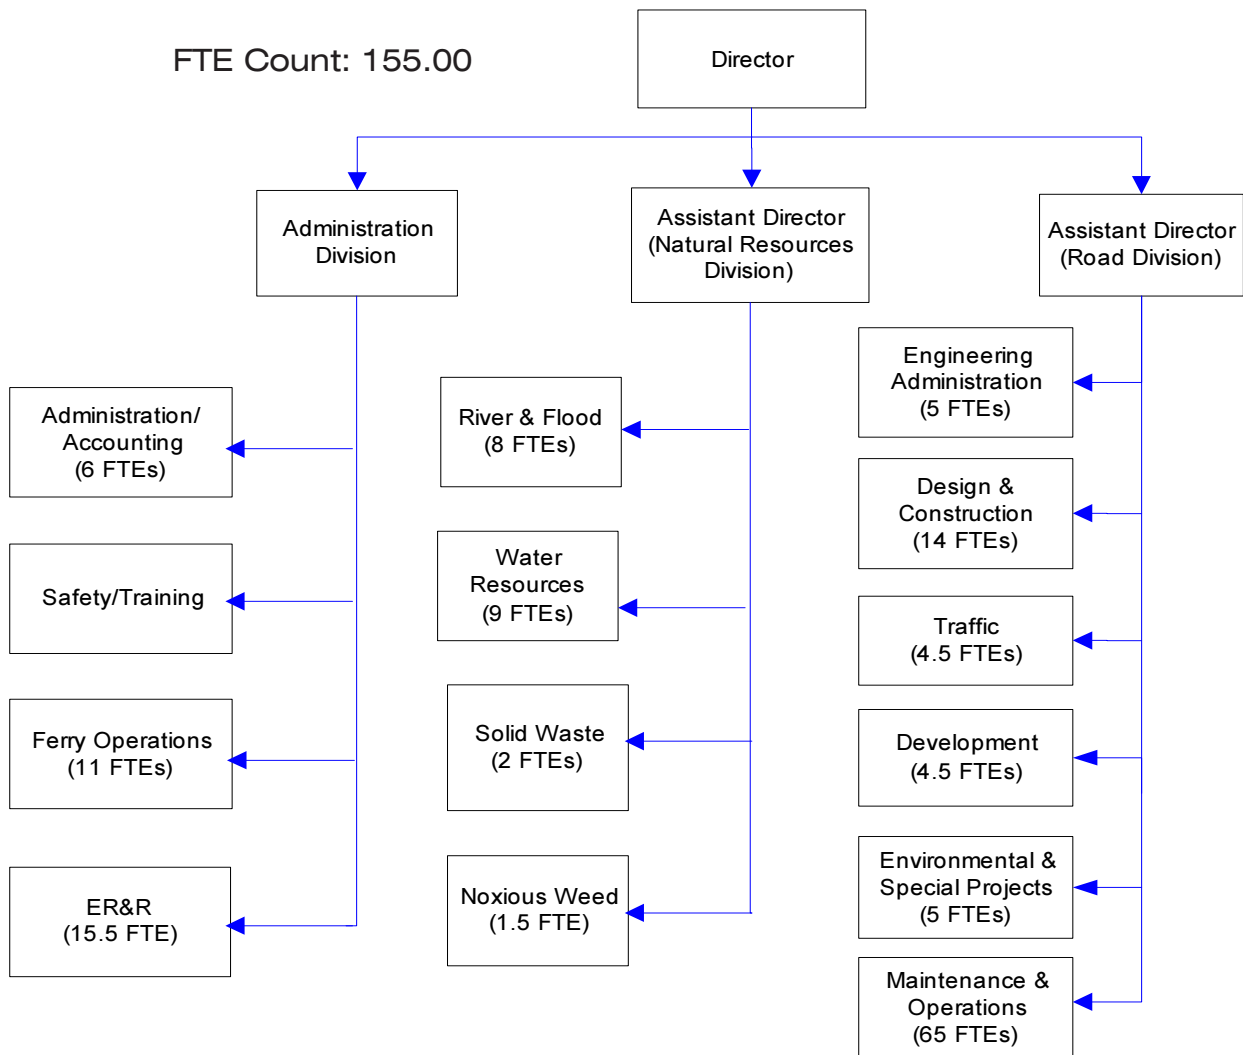 FTE Count: 155.00
Director
Administration
Division
Assistant Director
(Natural Resources
Division)
Assistant Director
(Road Division)
Administration/
Accounting
(6 FTEs)
Safety/Training
Ferry Operations
(11 FTEs)
ER&R
(15.5 FTE)
River & Flood
(8 FTEs)
Water
Resources
(9 FTEs)
Solid Waste
(2 FTEs)
Noxious Weed
(1.5 FTE)
Engineering
Administration
(5 FTEs)
Design &
Construction
(14 FTEs)
Traffic
(4.5 FTEs)
Development
(4.5 FTEs)
Environmental &
Special Projects
(5 FTEs)
Maintenance &
Operations
(65 FTEs)